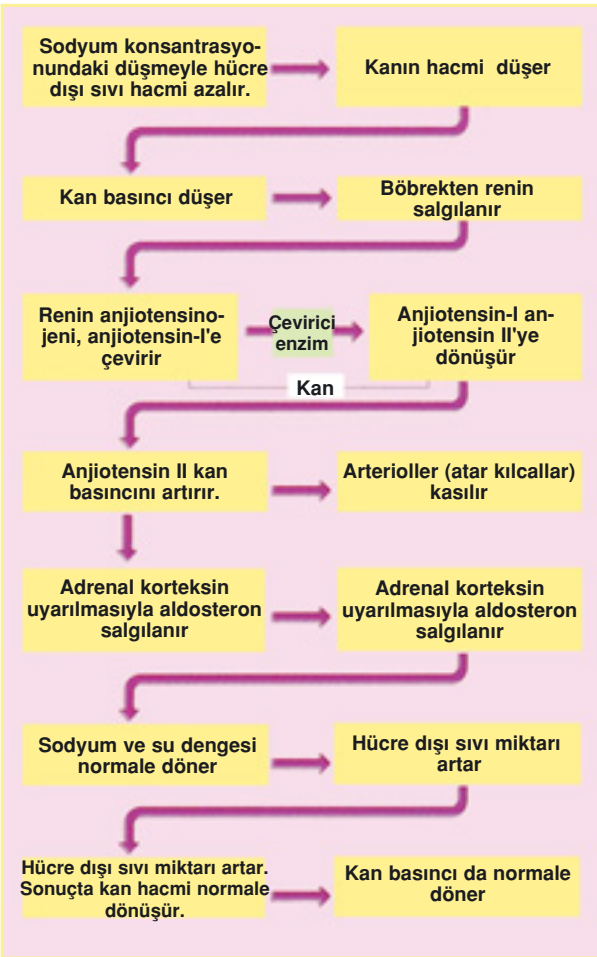 Sodyum konsantrasyo-
nundaki düşmeyle hücre
dışı sıvı hacmi azalır.
Kanın hacmi düşer
Kan basıncı düşer
Böbrekten renin
salgılanır
Renin anjiotensino-
jeni, anjiotensin-I'e
çevirir
Çevirici
enzim
Anjiotensin-I an-
jiotensin II'ye
dönüşür
Kan
Anjiotensin II kan
basıncını artırır.
Arterioller (atar kılcallar)
kasılır
Adrenal korteksin
uyarılmasıyla aldosteron
salgılanır
Adrenal korteksin
uyarılmasıyla aldosteron
salgılanır
Sodyum ve su dengesi
normale döner
Hücre dışı sıvı miktarı
artar
Hücre dışı sıvı miktarı artar.
Sonuçta kan hacmi normale
dönüşür.
Kan basıncı da normale
döner